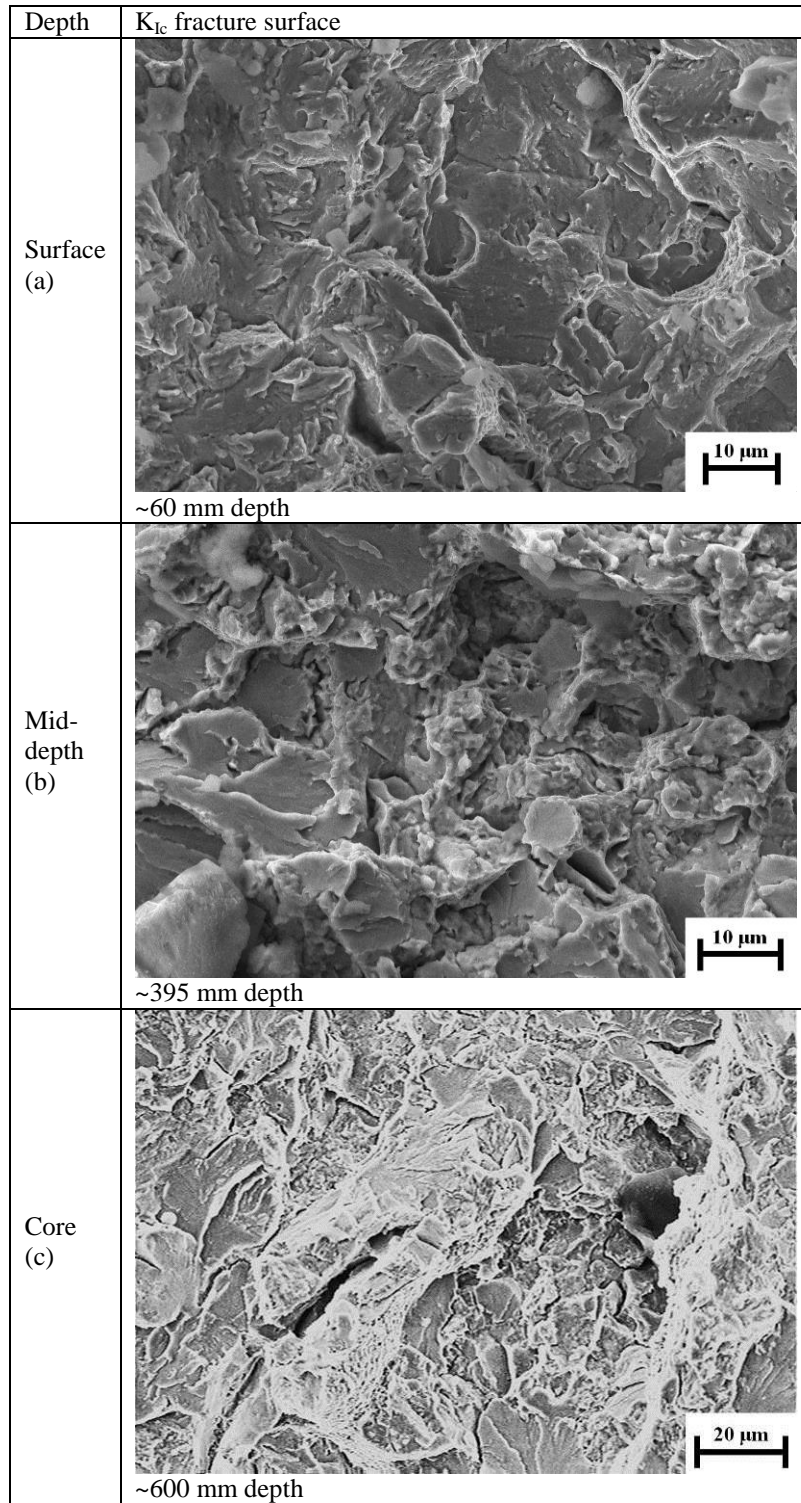 Depth K_Ic fracture surface
Surface
(a)
10 μm
~60 mm depth
Mid-
depth
(b)
10 μm
~395 mm depth
Core
(c)
20 μm
~600 mm depth